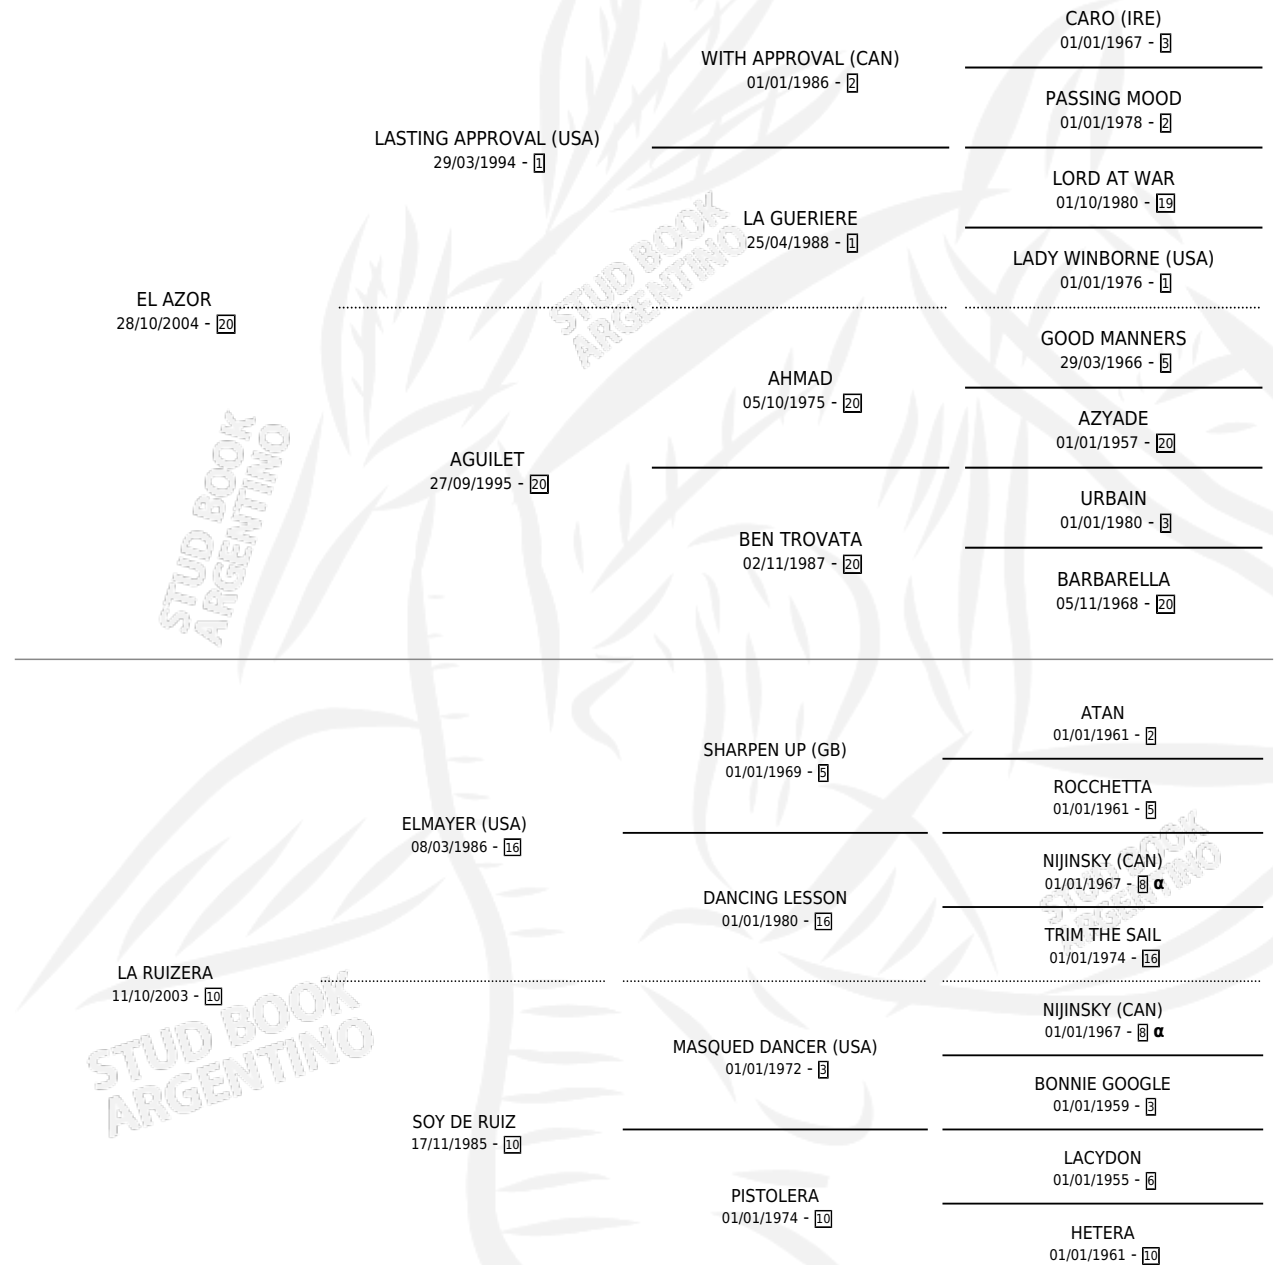 CARO (IRE)
01/01/1967 - 3
WITH APPROVAL (CAN)
01/01/1986 - 2
PASSING MOOD
01/01/1978 - 2
LASTING APPROVAL (USA)
29/03/1994 - 1
LORD AT WAR
01/10/1980 - 19
LA GUERIERE
25/04/1988 - 1
LADY WINBORNE (USA)
01/01/1976 - 1
EL AZOR
28/10/2004 - 20
GOOD MANNERS
29/03/1966 - 5
AHMAD
05/10/1975 - 20
AZYADE
01/01/1957 - 20
AGUILET
27/09/1995 - 20
URBAIN
01/01/1980 - 3
BEN TROVATA
02/11/1987 - 20
BARBARELLA
05/11/1968 - 20
ATAN
01/01/1961 - 2
SHARPEN UP (GB)
01/01/1969 - 5
ROCCHETTA
01/01/1961 - 5
ELMAYER (USA)
08/03/1986 - 16
NIJINSKY (CAN)
01/01/1967 - 8 α
DANCING LESSON
01/01/1980 - 16
TRIM THE SAIL
01/01/1974 - 16
LA RUIZERA
11/10/2003 - 10
NIJINSKY (CAN)
01/01/1967 - 8 α
MASQUED DANCER (USA)
01/01/1972 - 3
BONNIE GOOGLE
01/01/1959 - 3
SOY DE RUIZ
17/11/1985 - 10
LACYDON
01/01/1955 - 6
PISTOLERA
01/01/1974 - 10
HETERA
01/01/1961 - 10
STUD BOOK
ARGENTINO
STUD BOOK
ARGENTINO
STUD BOOK
ARGENTINO
STUD BOOK
ARGENTINO